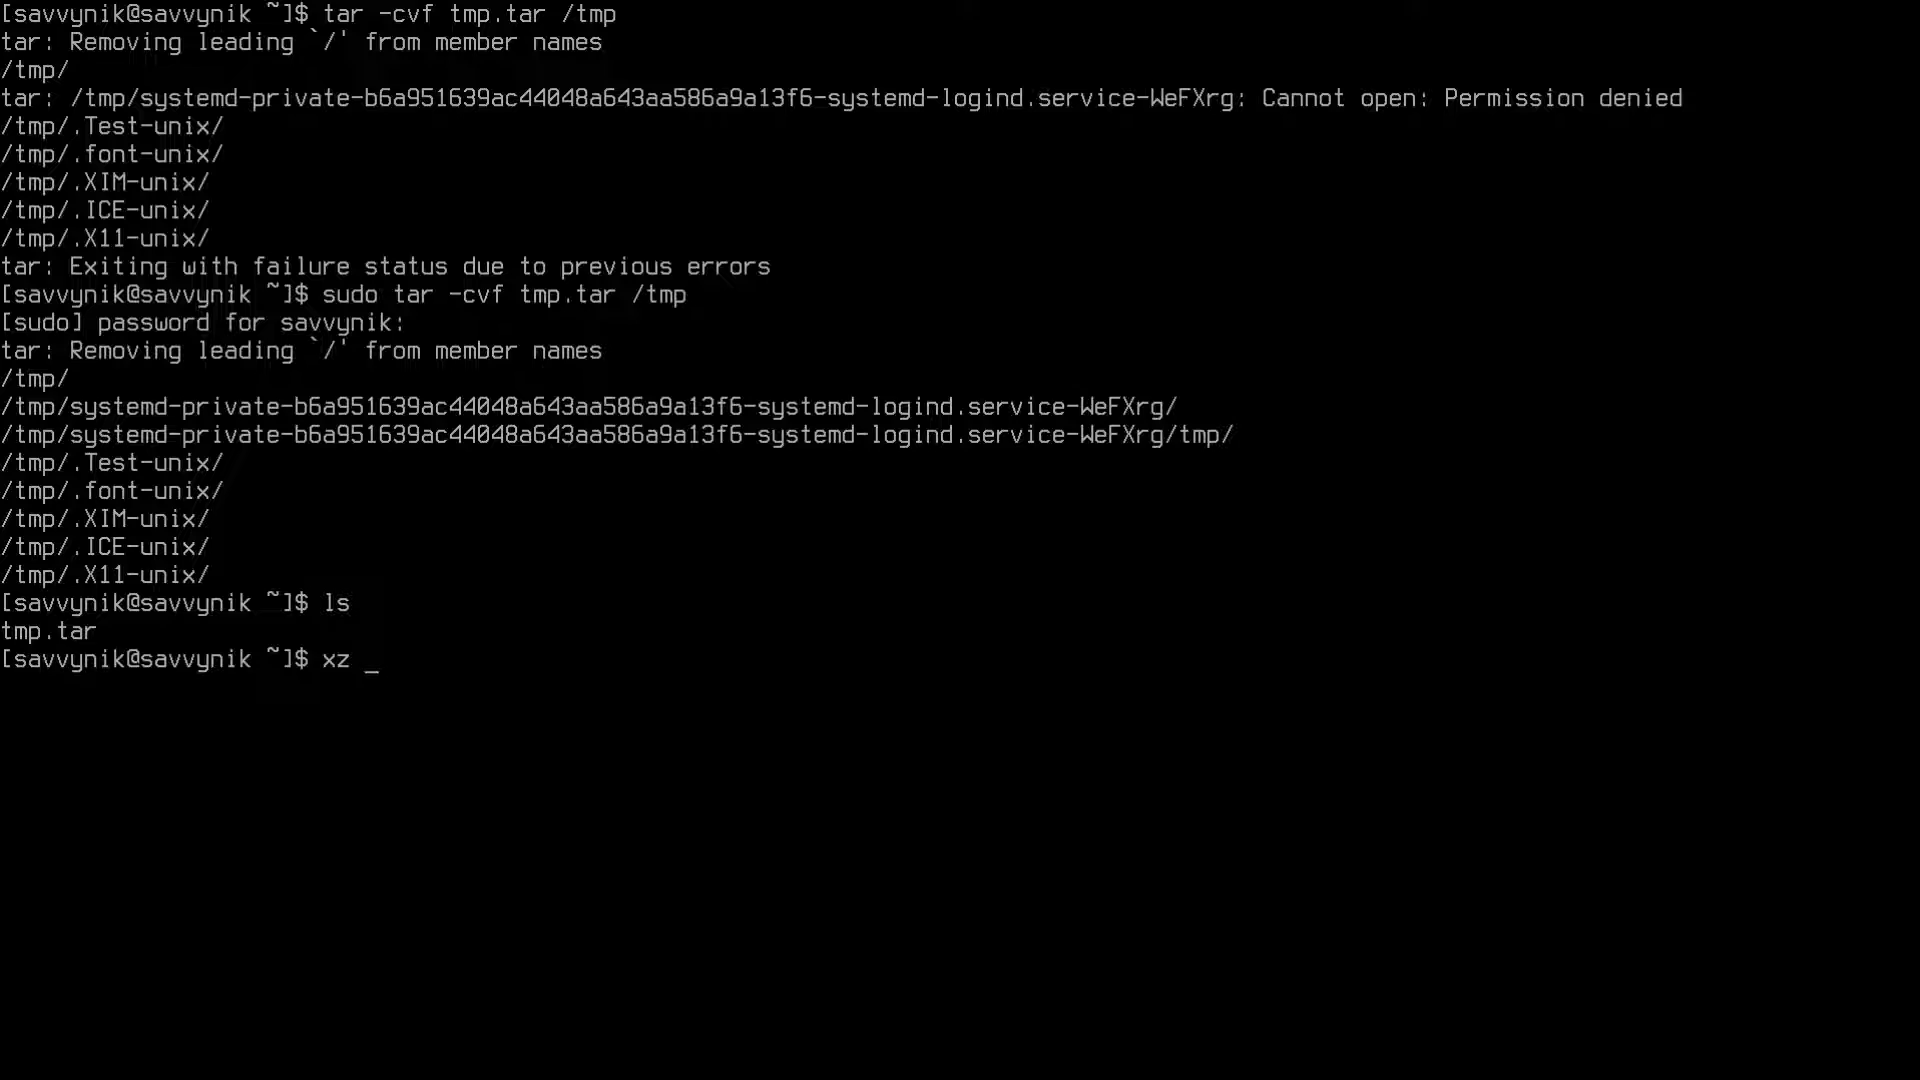 [savvynik@savvynik ~]$ tar -cvf tmp.tar /tmp
tar: Removing leading `/' from member names
/tmp/
tar: /tmp/systemd-private-b6a951639ac44048a643aa586a9a13f6-systemd-logind.service-WeFXrg: Cannot open: Permission denied
/tmp/.Test-unix/
/tmp/.font-unix/
/tmp/.XIM-unix/
/tmp/.ICE-unix/
/tmp/.X11-unix/
tar: Exiting with failure status due to previous errors
[savvynik@savvynik ~]$ sudo tar -cvf tmp.tar /tmp
[sudo] password for savvynik:
tar: Removing leading `/' from member names
/tmp/
/tmp/systemd-private-b6a951639ac44048a643aa586a9a13f6-systemd-logind.service-WeFXrg/
/tmp/systemd-private-b6a951639ac44048a643aa586a9a13f6-systemd-logind.service-WeFXrg/tmp/
/tmp/.Test-unix/
/tmp/.font-unix/
/tmp/.XIM-unix/
/tmp/.ICE-unix/
/tmp/.X11-unix/
[savvynik@savvynik ~]$ ls
tmp.tar
[savvynik@savvynik ~]$ xz _